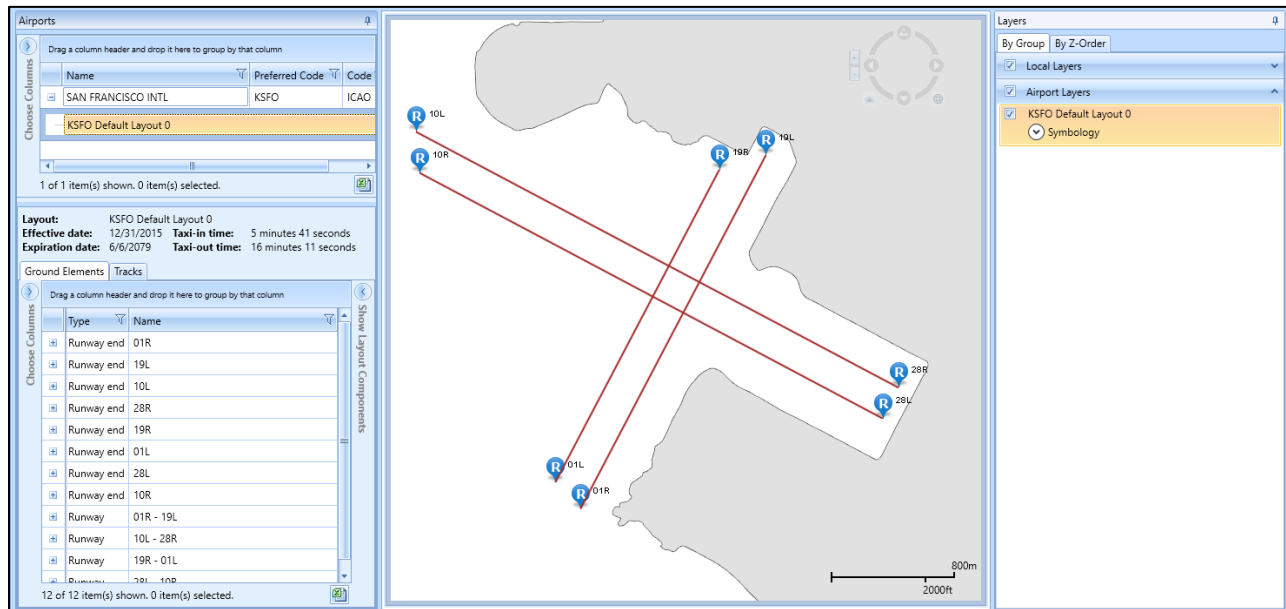 Airports
Choose Columns
Drag a column header and drop it here to group by that column
Name Preferred Code Code
SAN FRANCISCO INTL KSFO ICAO
KSFO Default Layout 0
1 of 1 item(s) shown. 0 item(s) selected.
Layout: KSFO Default Layout 0
Effective date: 12/31/2015 Taxi-in time: 5 minutes 41 seconds
Expiration date: 6/6/2079 Taxi-out time: 16 minutes 11 seconds
Ground Elements Tracks
Choose Columns
Drag a column header and drop it here to group by that column
Show Layout Components
Type Name
Runway end 01R
Runway end 19L
Runway end 10L
Runway end 28R
Runway end 19R
Runway end 01L
Runway end 28L
Runway end 10R
Runway 01R - 19L
Runway 10L - 28R
Runway 19R - 01L
Runway 28L - 10R
12 of 12 item(s) shown. 0 item(s) selected.
R 10L
R 10R
R 19R
R 19L
R 28R
R 28L
R 01L
R 01R
800m
2000ft
Layers
By Group By Z-Order
Local Layers
Airport Layers
KSFO Default Layout 0
Symbology